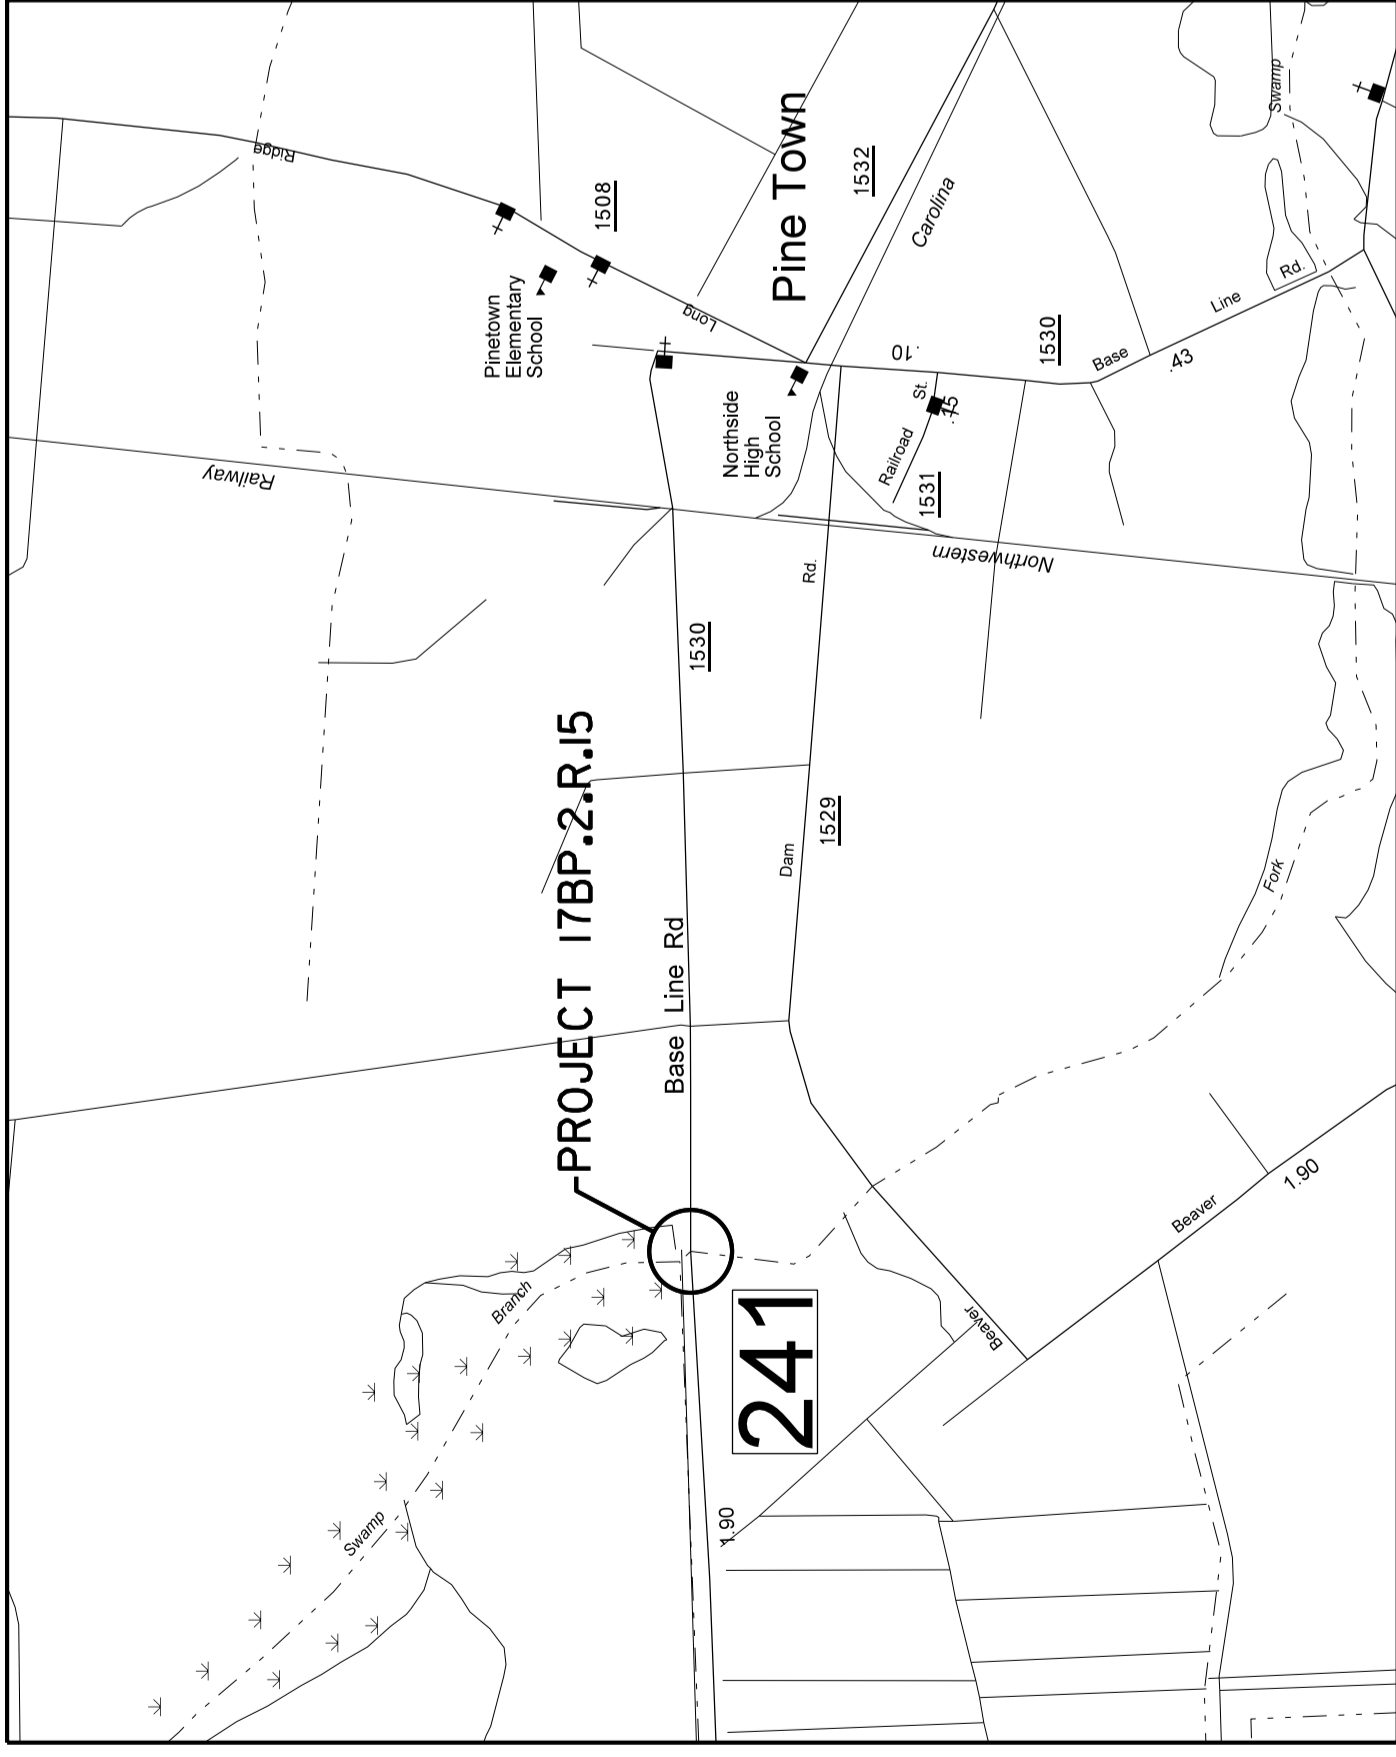 Ridge
1508
Pinetown
Elementary
School
Long
Pine Town
1532
Carolina
Swamp
Rd.
Line
Base
.43
1530
.10
St.
.15
Railroad
1531
Northside
High
School
Railway
Northwestern
Rd.
1530
1529
Dam
PROJECT 17BP.2.R.15
Base Line Rd
Fork
Beaver
1.90
Beaver
241
1.90
Branch
Swamp